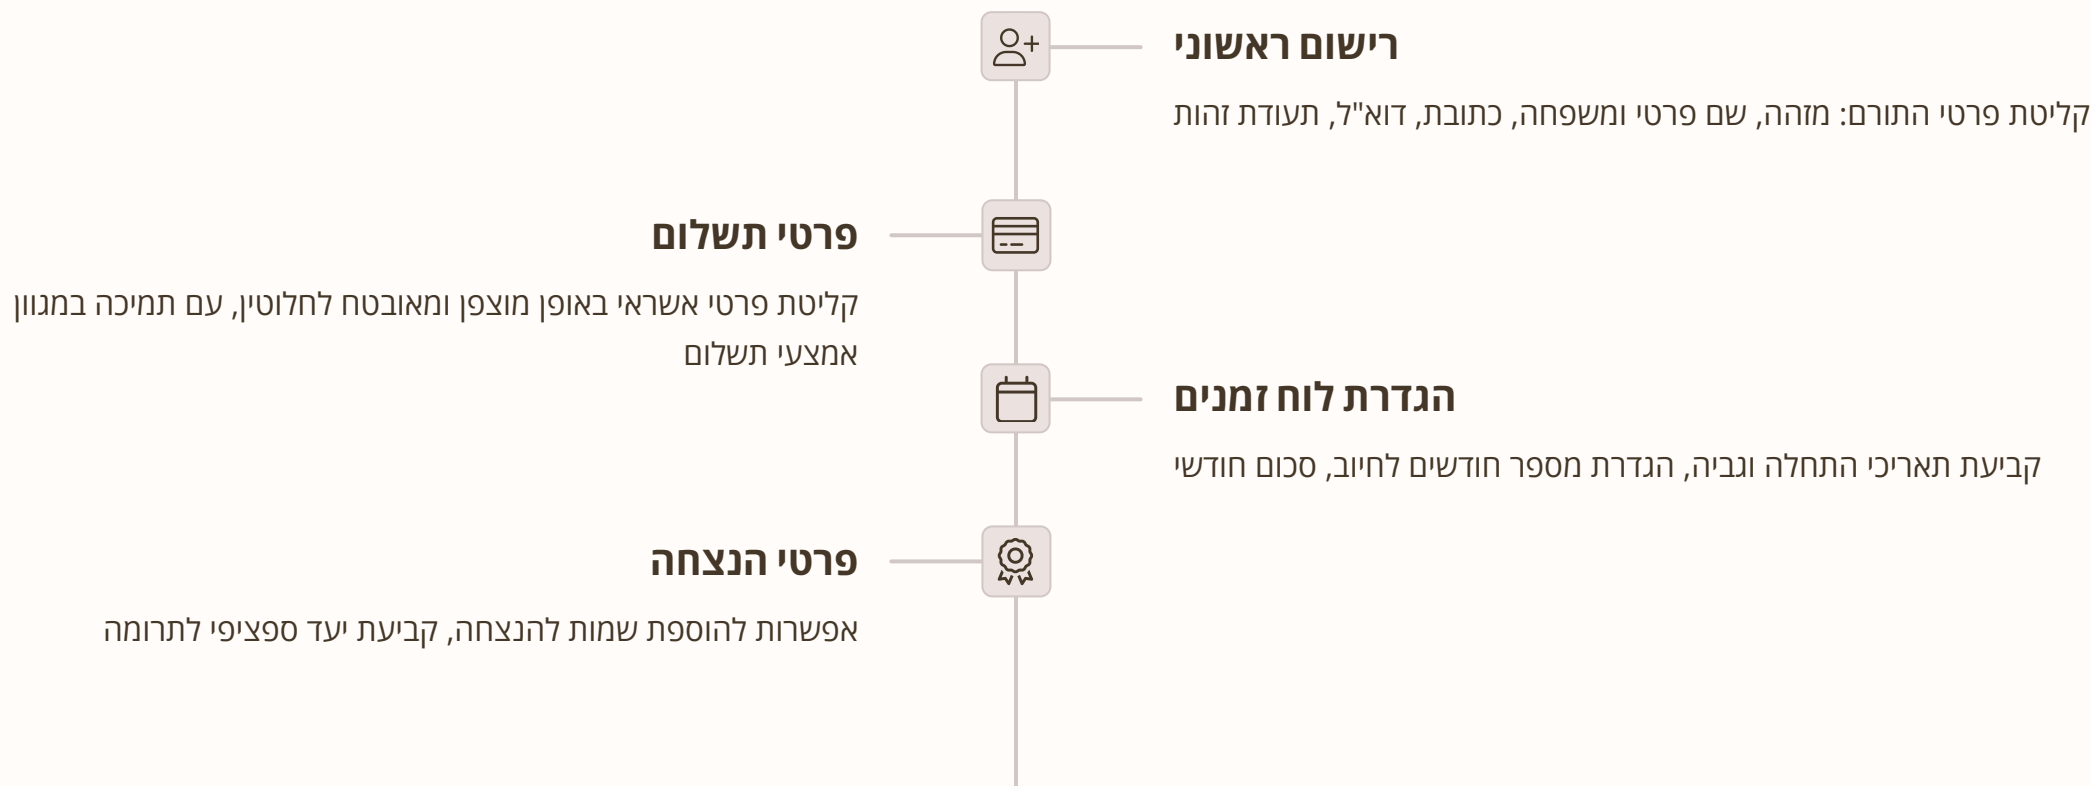 רישום ראשוני
קליטת פרטי התורם: מזהה, שם פרטי ומשפחה, כתובת, דוא"ל, תעודת זהות
פרטי תשלום
קליטת פרטי אשראי באופן מוצפן ומאובטח לחלוטין, עם תמיכה במגוון
אמצעי תשלום
הגדרת לוח זמנים
קביעת תאריכי התחלה וגביה, הגדרת מספר חודשים לחיוב, סכום חודשי
פרטי הנצחה
אפשרות להוספת שמות להנצחה, קביעת יעד ספציפי לתרומה